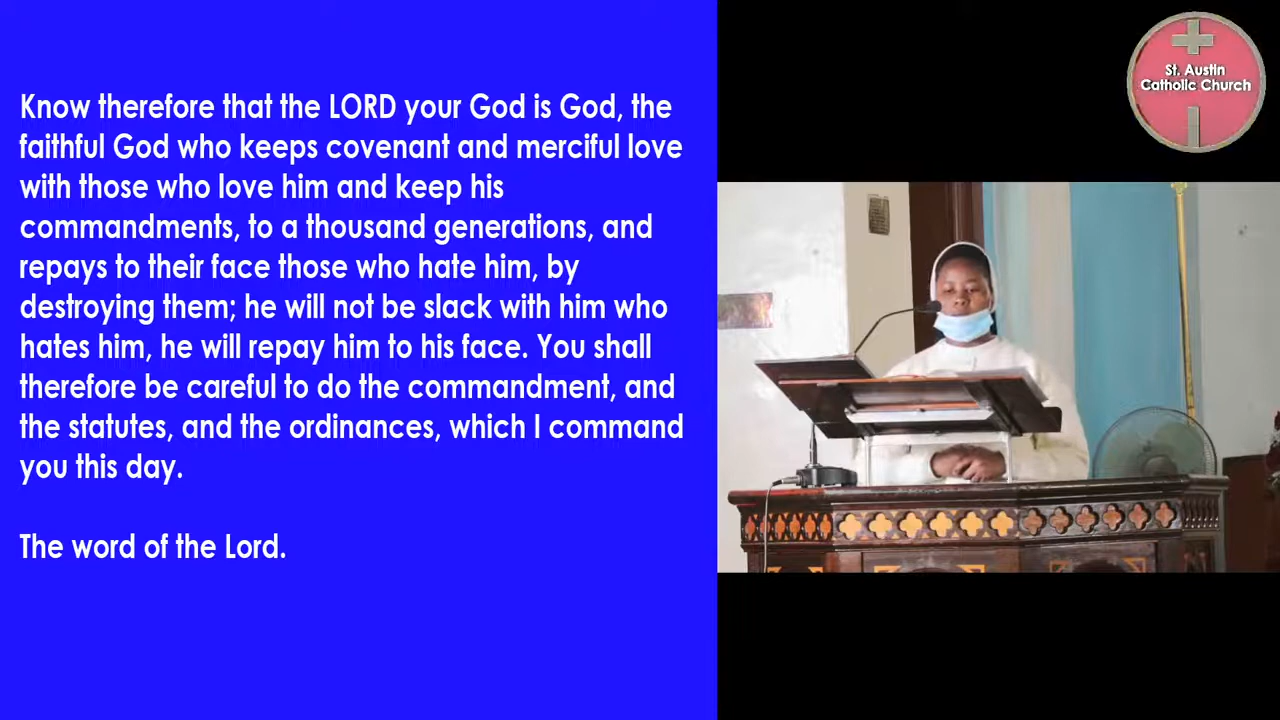 Know therefore that the LORD your God is God, the
faithful God who keeps covenant and merciful love
with those who love him and keep his
commandments, to a thousand generations, and
repays to their face those who hate him, by
destroying them; he will not be slack with him who
hates him, he will repay him to his face. You shall
therefore be careful to do the commandment, and
the statutes, and the ordinances, which I command
you this day.
The word of the Lord.
St. Austin
Catholic Church